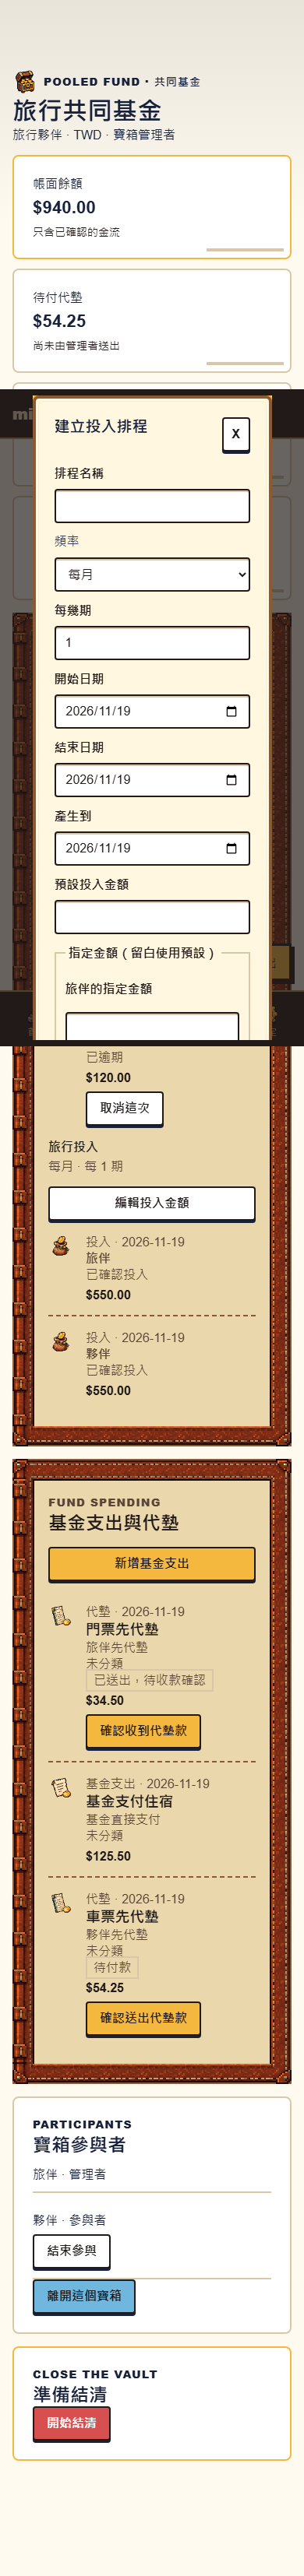 POOLED FUND • 共同基金
旅行共同基金
旅行夥伴 · TWD · 寶箱管理者
帳面餘額
$940.00
只含已確認的金流
待付代墊
$54.25
尚未由管理者送出
建立投入排程
X
排程名稱
頻率
每月
每幾期
1
開始日期
2026/11/19
結束日期
2026/11/19
產生到
2026/11/19
預設投入金額
指定金額（留白使用預設）
旅伴的指定金額
已逾期
$120.00
取消這次
旅行投入
每月 · 每 1 期
編輯投入金額
投入 · 2026-11-19
旅伴
已確認投入
$550.00
投入 · 2026-11-19
夥伴
已確認投入
$550.00
FUND SPENDING
基金支出與代墊
新增基金支出
代墊 · 2026-11-19
門票先代墊
旅伴先代墊
未分類
已送出，待收款確認
$34.50
確認收到代墊款
基金支出 · 2026-11-19
基金支付住宿
基金直接支付
未分類
$125.50
代墊 · 2026-11-19
車票先代墊
夥伴先代墊
未分類
待付款
$54.25
確認送出代墊款
PARTICIPANTS
寶箱參與者
旅伴 · 管理者
夥伴 · 參與者
結束參與
離開這個寶箱
CLOSE THE VAULT
準備結清
開始結清